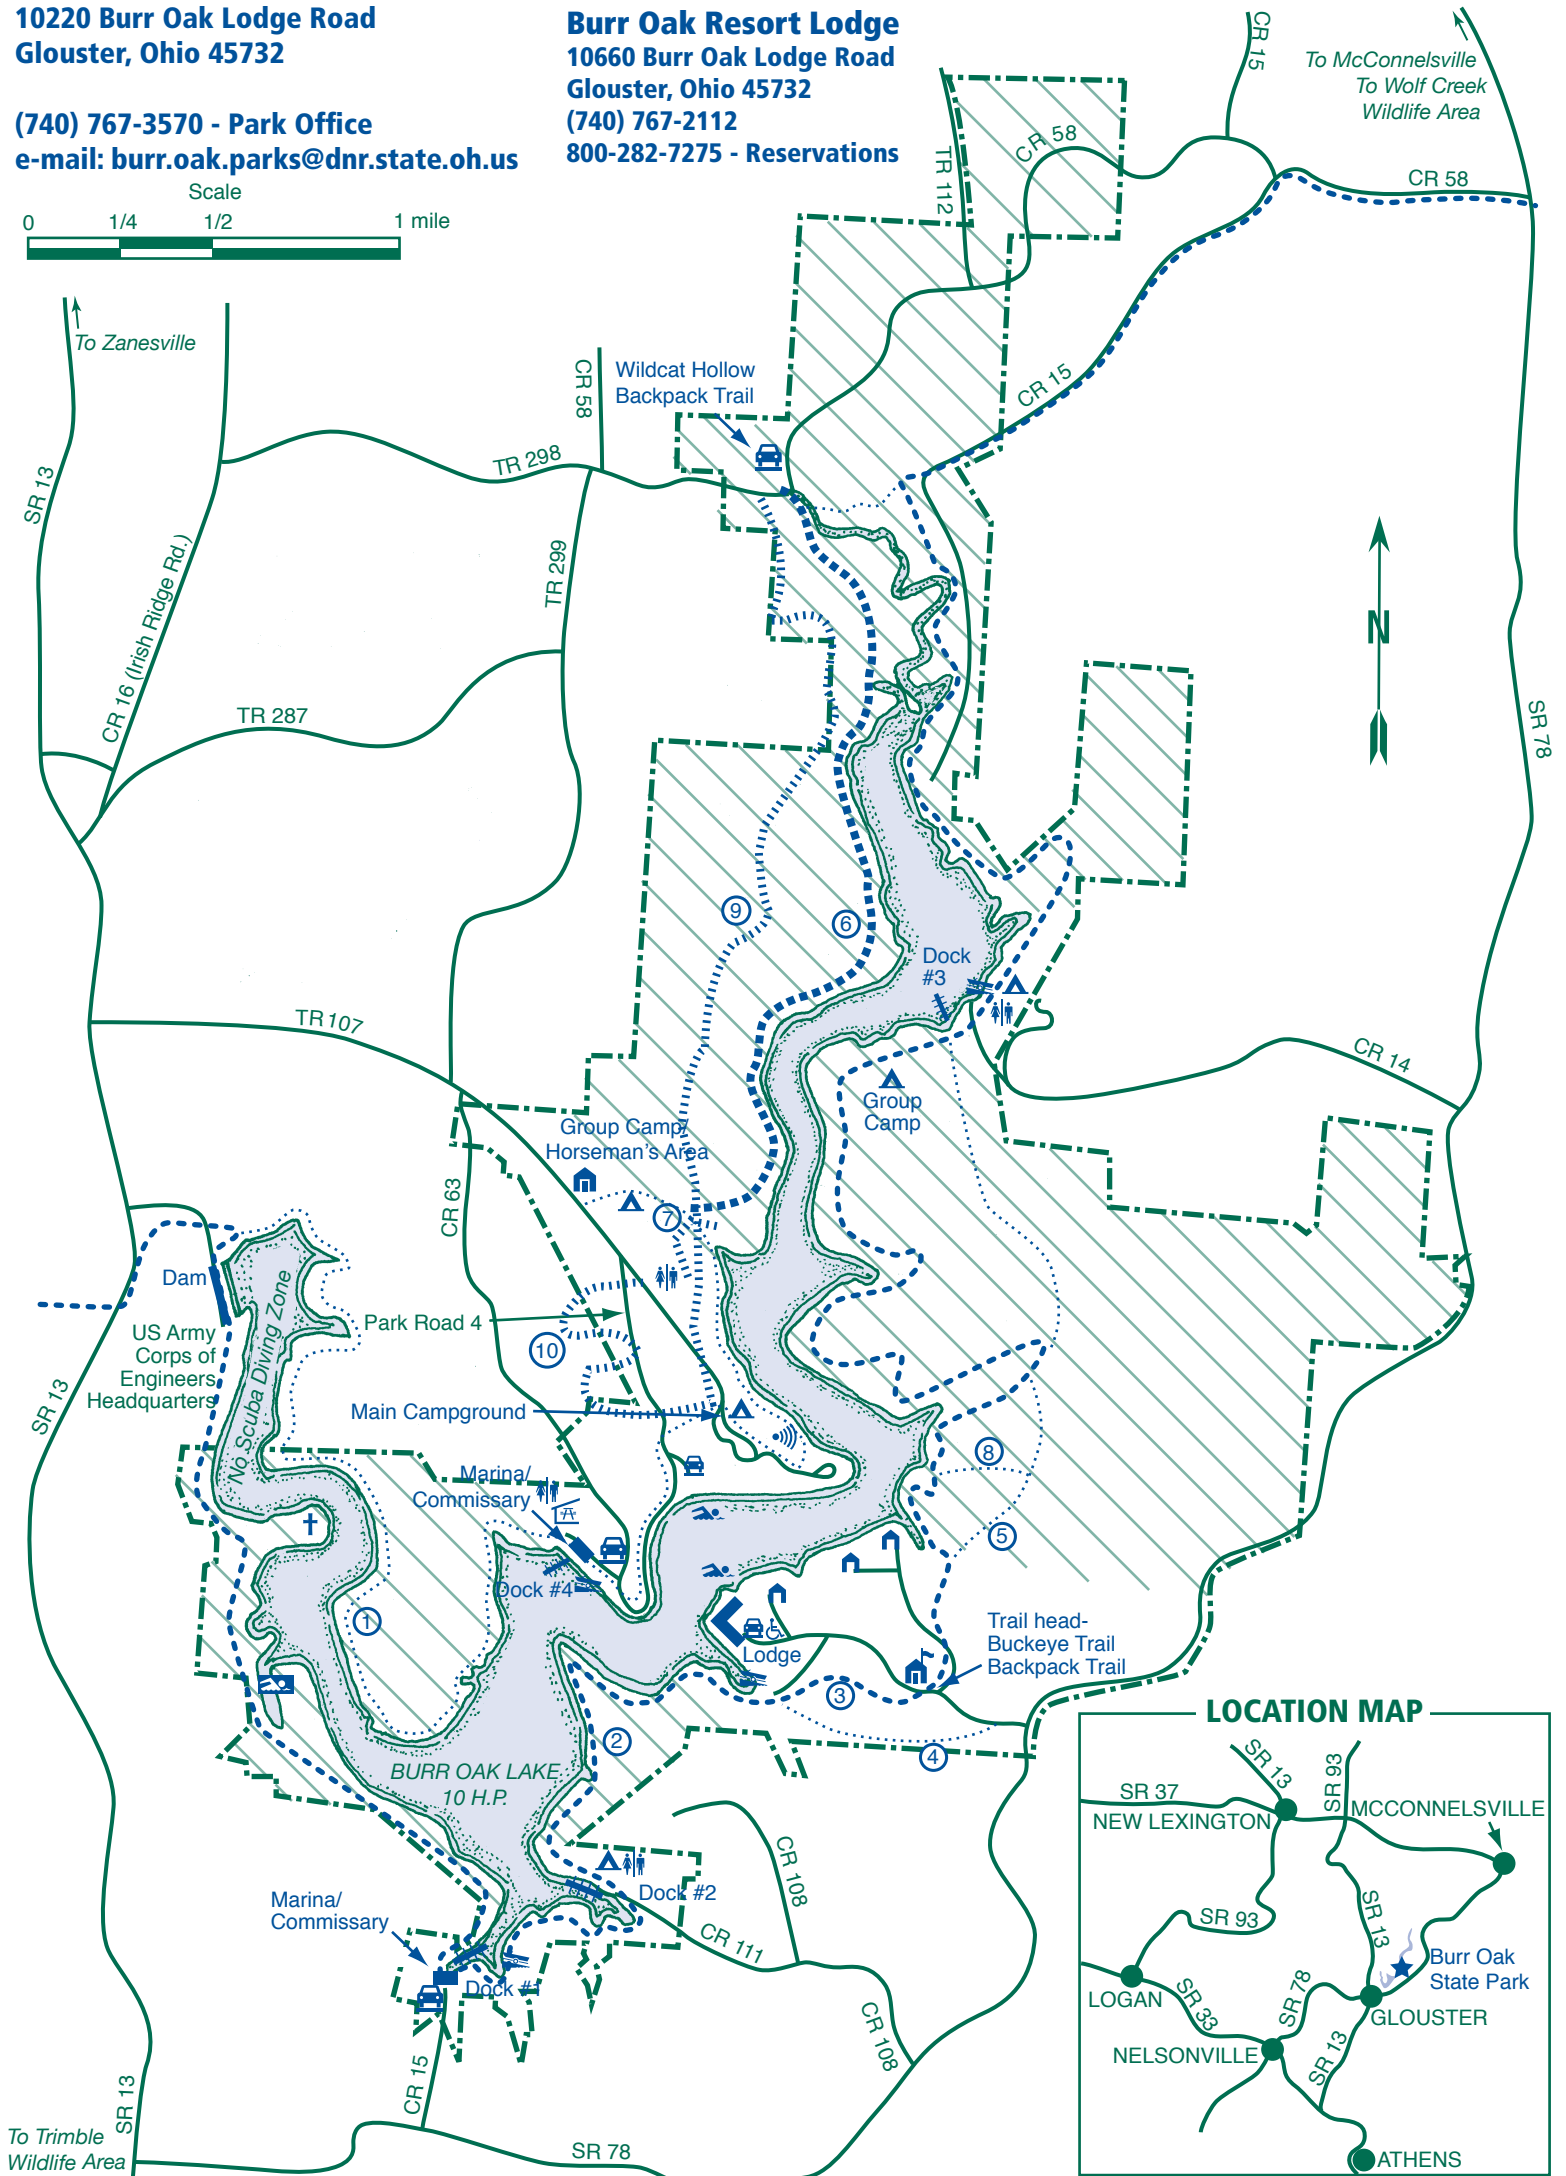 10220 Burr Oak Lodge Road
Glouster, Ohio 45732
(740) 767-3570 - Park Office
e-mail: burr.oak.parks@dnr.state.oh.us
Burr Oak Resort Lodge
10660 Burr Oak Lodge Road
Glouster, Ohio 45732
(740) 767-2112
800-282-7275 - Reservations
Scale
0 1/4 1/2 1 mile
CR 15
To McConnelsville
To Wolf Creek
Wildlife Area
CR 58
TR 112
CR 58
To Zanesville
CR 58
Wildcat Hollow
Backpack Trail
CR 15
TR 298
SR 13
CR 16 (Irish Ridge Rd.)
TR 299
N
TR 287
SR 78
9
6
Dock
#3
TR 107
CR 14
Group
Camp
Group Camp/
Horseman's Area
CR 63
7
Dam
No Scuba Diving Zone
Park Road 4
US Army
Corps of
Engineers
Headquarters
10
SR 13
Main Campground
8
Marina/
Commissary
5
Dock #4
1
Lodge
Trail head-
Buckeye Trail
Backpack Trail
3
2
4
BURR OAK LAKE
10 H.P.
CR 108
Dock #2
Marina/
Commissary
CR 111
Dock #1
CR 108
CR 15
SR 13
To Trimble
Wildlife Area
SR 78
LOCATION MAP
SR 13
SR 93
SR 37
NEW LEXINGTON
MCCONNELSVILLE
SR 93
SR 13
Burr Oak
State Park
LOGAN
SR 33
SR 78
GLOUSTER
NELSONVILLE
SR 13
ATHENS